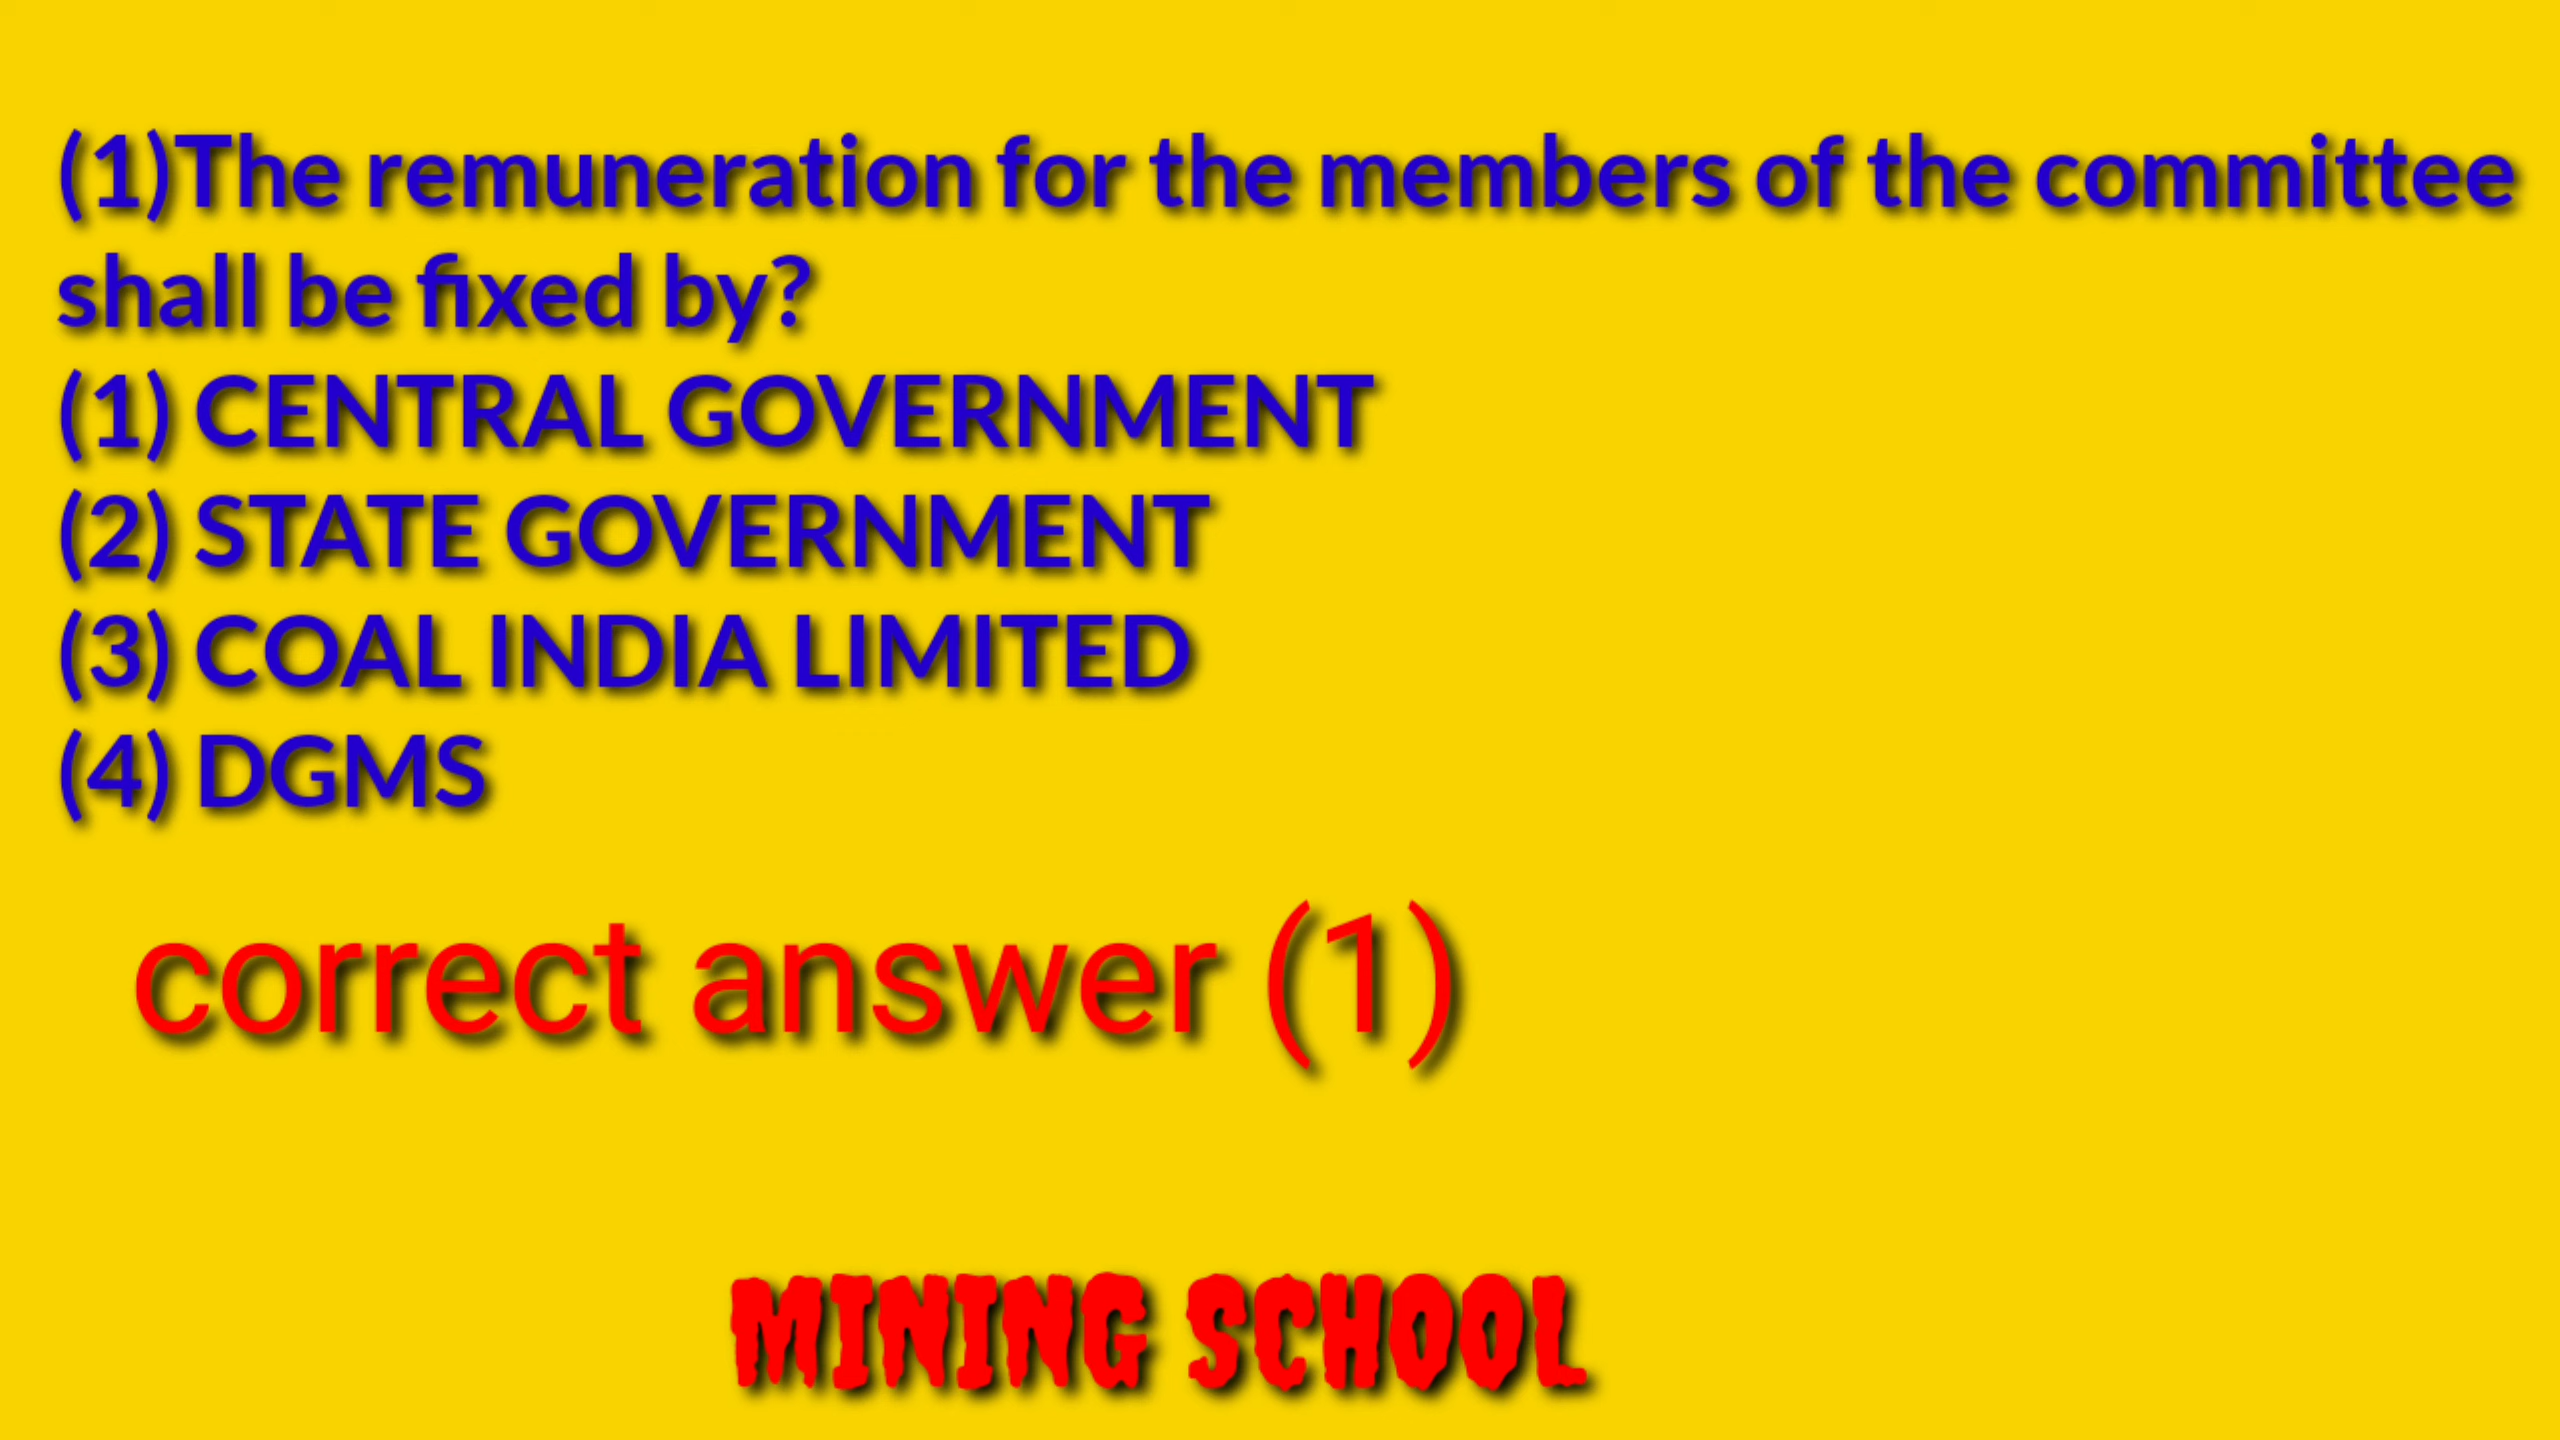 (1)The remuneration for the members of the committee
shall be fixed by?
(1) CENTRAL GOVERNMENT
(2) STATE GOVERNMENT
(3) COAL INDIA LIMITED
(4) DGMS
correct answer (1)
MINING SCHOOL